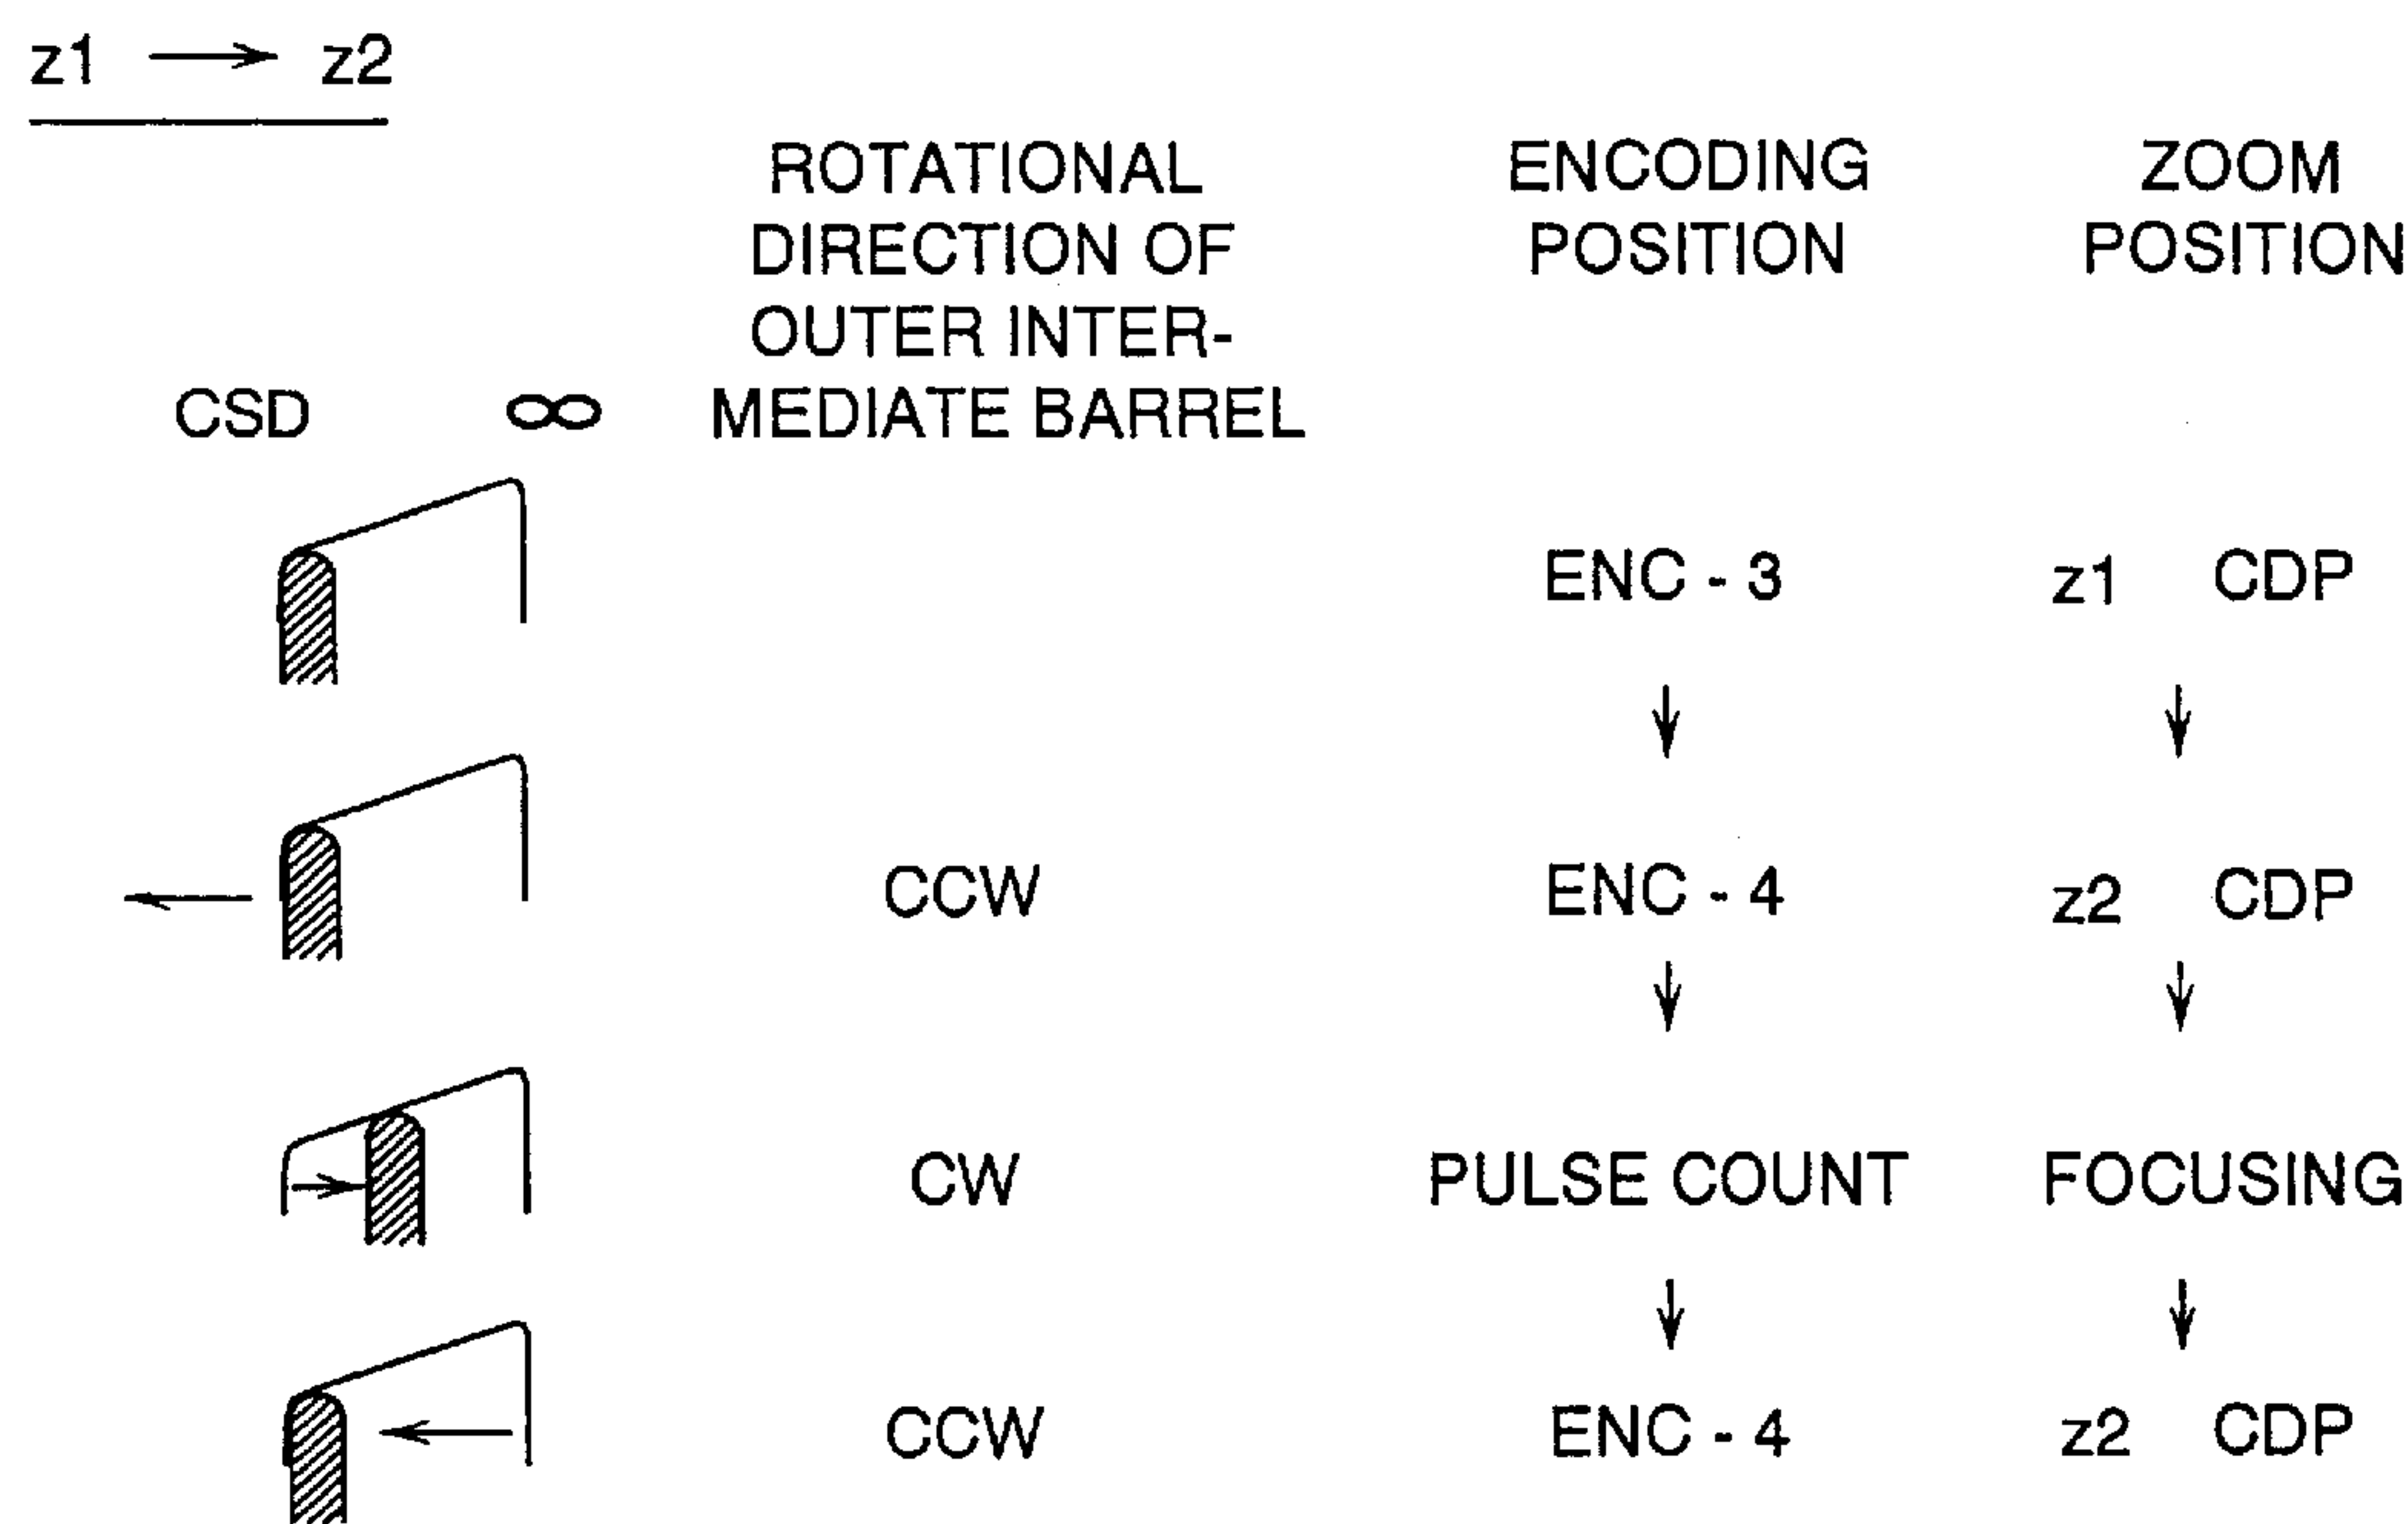 z1 → z2
ROTATIONAL
DIRECTION OF
OUTER INTER-
MEDIATE BARREL
ENCODING
POSITION
ZOOM
POSITION
CSD ∞
ENC - 3 z1 CDP
CCW ENC - 4 z2 CDP
CW PULSE COUNT FOCUSING
CCW ENC - 4 z2 CDP